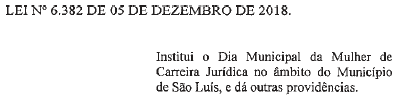 LEI Nº 6.382 DE 05 DE DEZEMBRO DE 2018.
Institui o Dia Municipal da Mulher de
Carreira Jurídica no âmbito do Município
de São Luís, e dá outras providências.